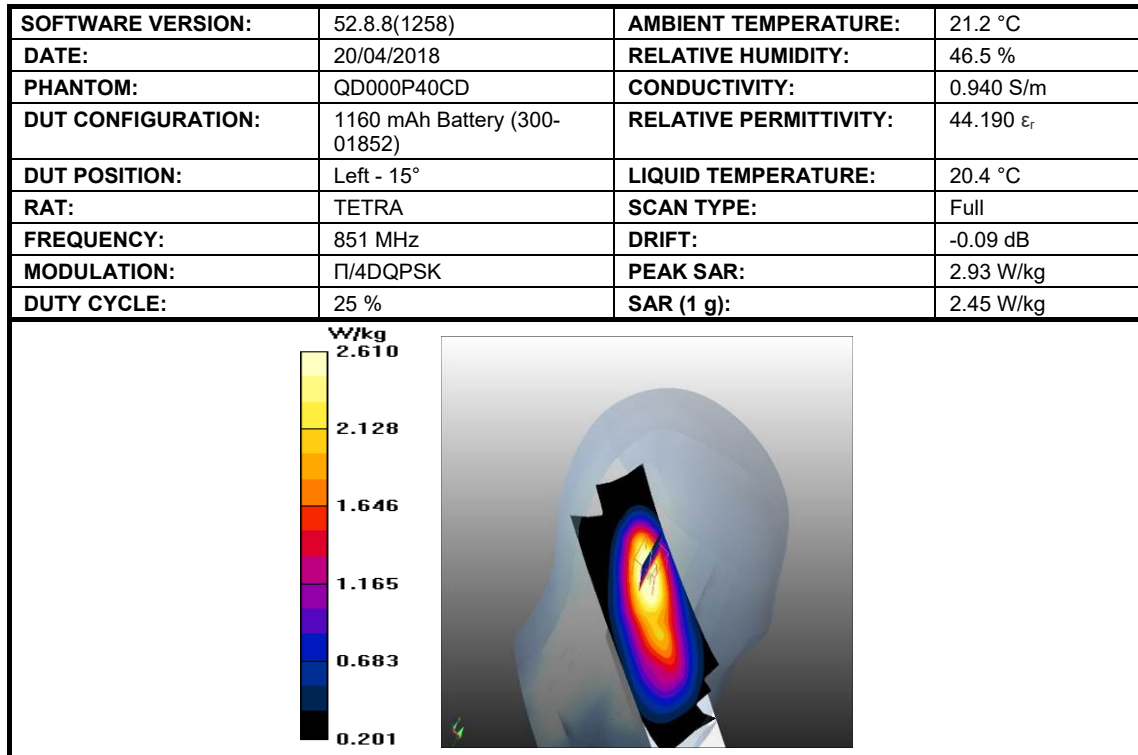 SOFTWARE VERSION: 52.8.8(1258) AMBIENT TEMPERATURE: 21.2 °C
DATE: 20/04/2018 RELATIVE HUMIDITY: 46.5 %
PHANTOM: QD000P40CD CONDUCTIVITY: 0.940 S/m
DUT CONFIGURATION: 1160 mAh Battery (300- RELATIVE PERMITTIVITY: 44.190 εr
01852)
DUT POSITION: Left - 15° LIQUID TEMPERATURE: 20.4 °C
RAT: TETRA SCAN TYPE: Full
FREQUENCY: 851 MHz DRIFT: -0.09 dB
MODULATION: Π/4DQPSK PEAK SAR: 2.93 W/kg
DUTY CYCLE: 25 % SAR (1 g): 2.45 W/kg
W/kg
2.610
2.128
1.646
1.165
0.683
0.201